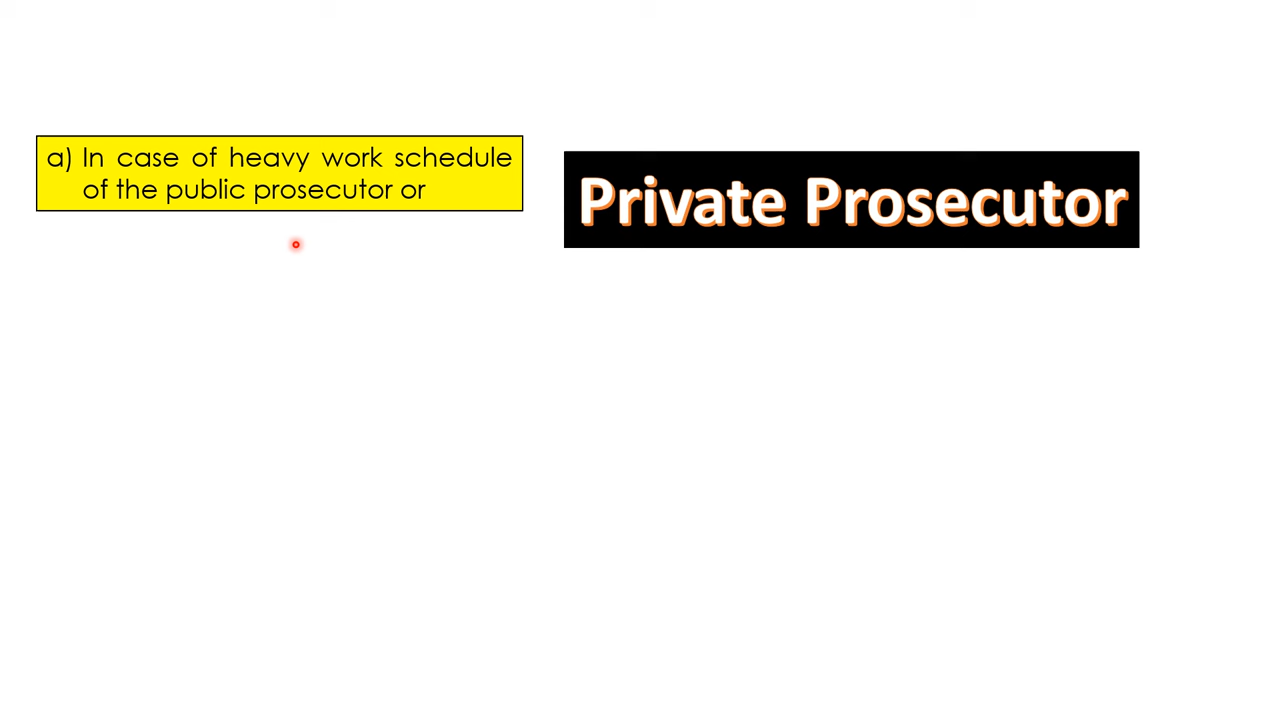 a) In case of heavy work schedule
of the public prosecutor or
Private Prosecutor